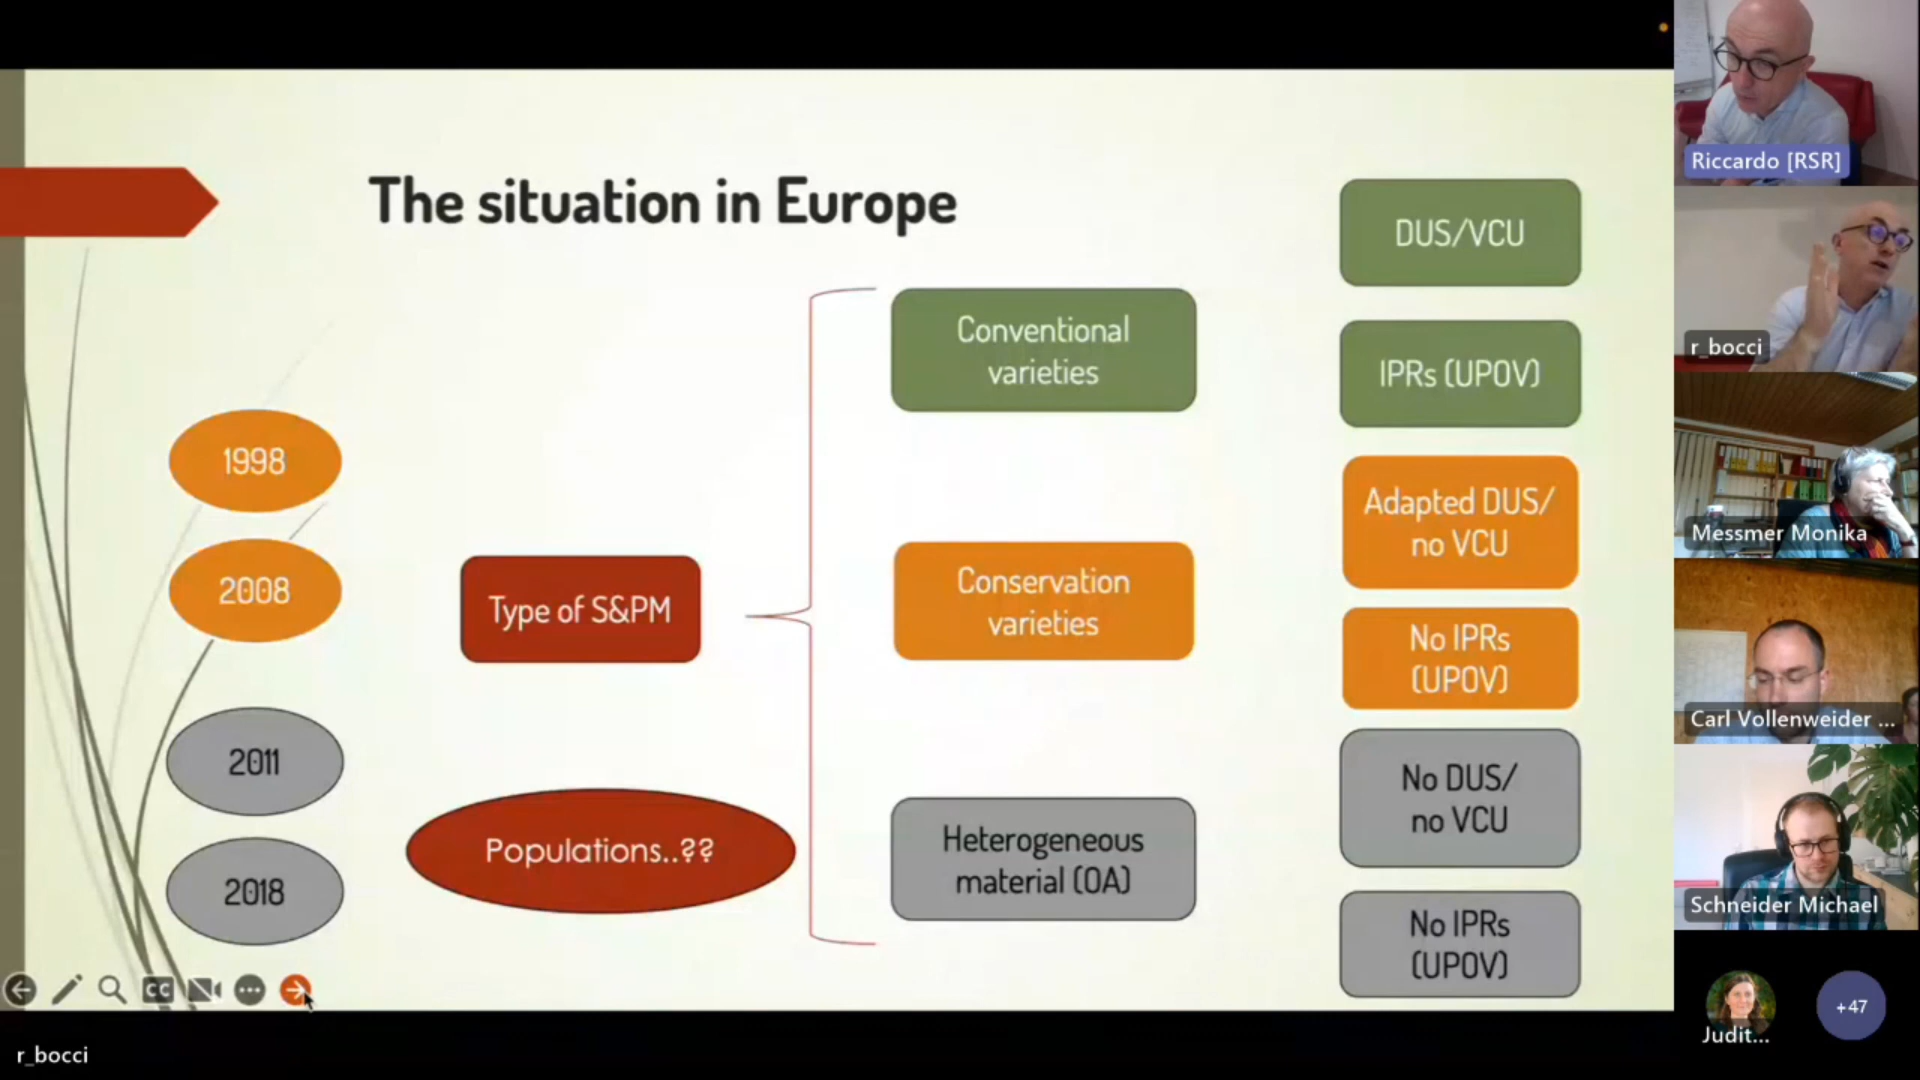 The situation in Europe
1998
2008
2011
2018
Type of S&PM
Populations..??
Conventional
varieties
Conservation
varieties
Heterogeneous
material (OA)
DUS/VCU
IPRs (UPOV)
Adapted DUS/
no VCU
No IPRs
(UPOV)
No DUS/
no VCU
No IPRs
(UPOV)
CC
r_bocci
Riccardo [RSR]
r_bocci
Messmer Monika
Carl Vollenweider ...
Schneider Michael
Judit...
+47